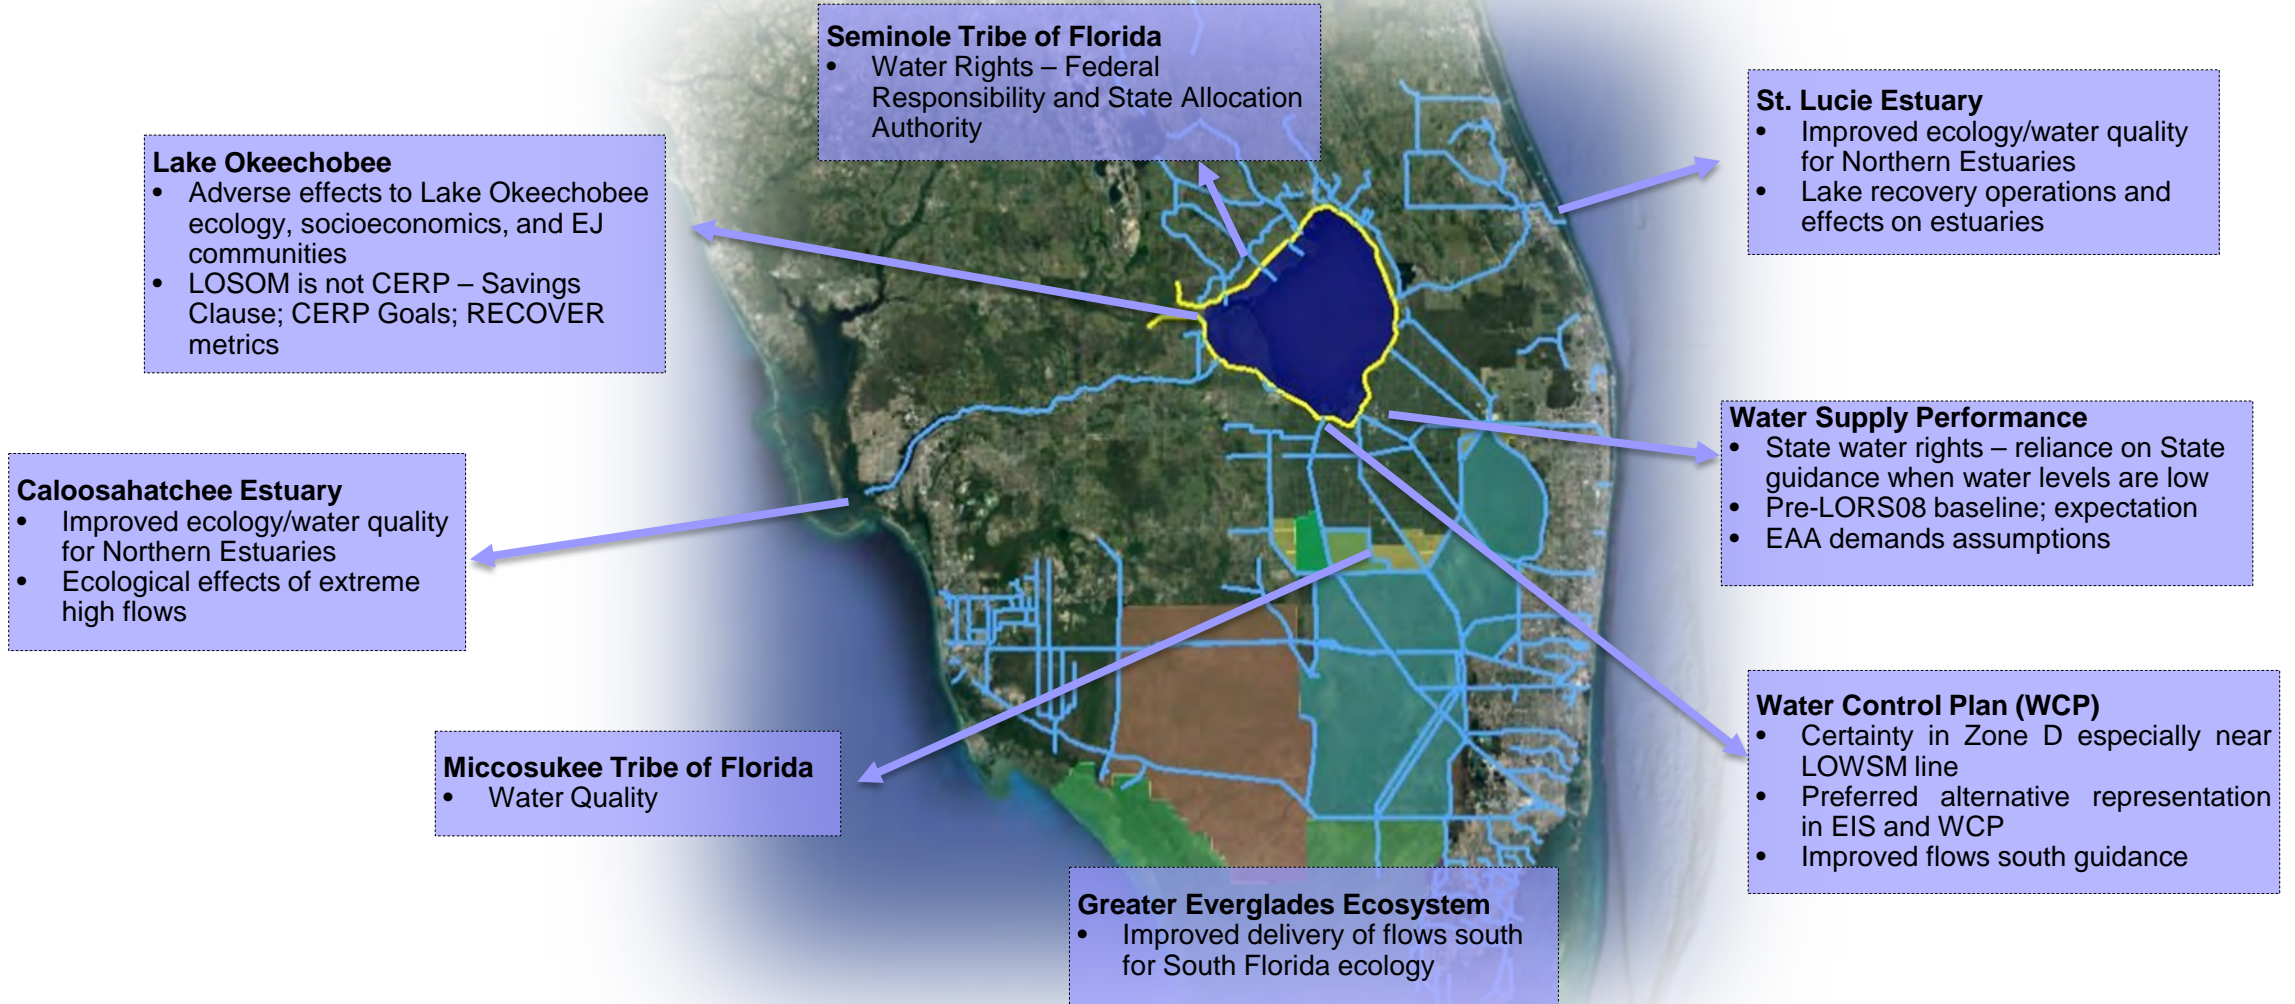 Seminole Tribe of Florida
• Water Rights – Federal
Responsibility and State Allocation
Authority
St. Lucie Estuary
• Improved ecology/water quality
for Northern Estuaries
• Lake recovery operations and
effects on estuaries
Lake Okeechobee
• Adverse effects to Lake Okeechobee
ecology, socioeconomics, and EJ
communities
• LOSOM is not CERP – Savings
Clause; CERP Goals; RECOVER
metrics
Water Supply Performance
• State water rights – reliance on State
guidance when water levels are low
• Pre-LORS08 baseline; expectation
• EAA demands assumptions
Caloosahatchee Estuary
• Improved ecology/water quality
for Northern Estuaries
• Ecological effects of extreme
high flows
Water Control Plan (WCP)
• Certainty in Zone D especially near
LOWSM line
• Preferred alternative representation
in EIS and WCP
• Improved flows south guidance
Miccosukee Tribe of Florida
• Water Quality
Greater Everglades Ecosystem
• Improved delivery of flows south
for South Florida ecology